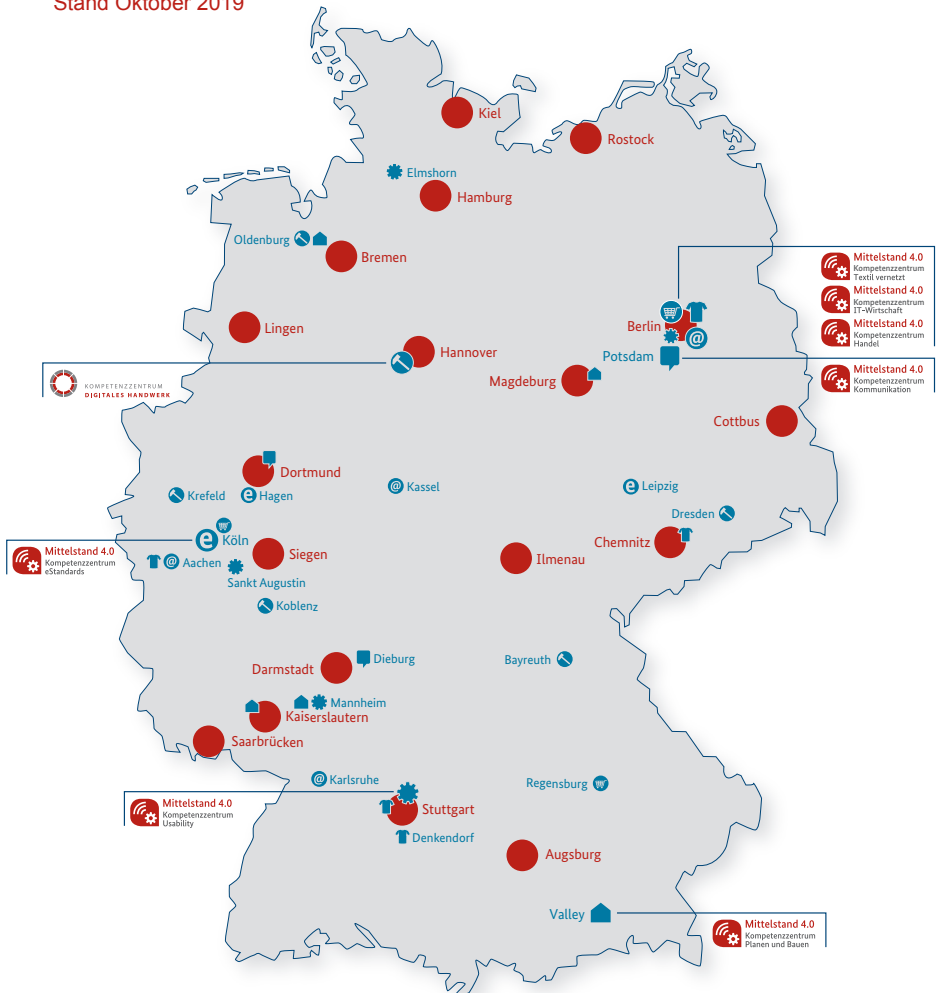 Stand Oktober 2019
Kiel
Rostock
Elmshorn
Hamburg
Oldenburg
Bremen
Mittelstand 4.0
Kompetenzzentrum
Textil vernetzt
Mittelstand 4.0
Kompetenzzentrum
IT-Wirtschaft
Mittelstand 4.0
Kompetenzzentrum
Handel
Lingen
Berlin
@
Hannover
Potsdam
KOMPETENZZENTRUM
DIGITALES HANDWERK
Magdeburg
Mittelstand 4.0
Kompetenzzentrum
Kommunikation
Cottbus
Dortmund
Krefeld
e Hagen
@ Kassel
e Leipzig
Dresden
e Köln
Chemnitz
Mittelstand 4.0
Kompetenzzentrum
eStandards
@ Aachen
Siegen
Ilmenau
Sankt Augustin
Koblenz
Darmstadt
Dieburg
Bayreuth
Mannheim
Kaiserslautern
Saarbrücken
@ Karlsruhe
Regensburg
Mittelstand 4.0
Kompetenzzentrum
Usability
Stuttgart
Denkendorf
Augsburg
Valley
Mittelstand 4.0
Kompetenzzentrum
Planen und Bauen